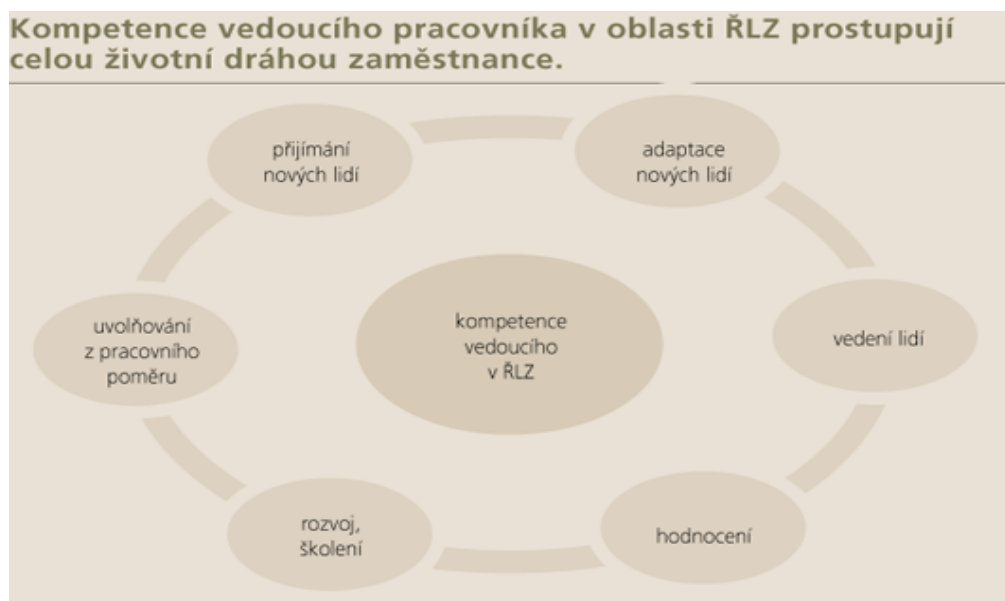 Kompetence vedoucího pracovníka v oblasti ŘLZ prostupují
celou životní dráhou zaměstnance.
přijímání
nových lidí
adaptace
nových lidí
uvolňování
z pracovního
poměru
kompetence
vedoucího
v ŘLZ
vedení lidí
rozvoj,
školení
hodnocení